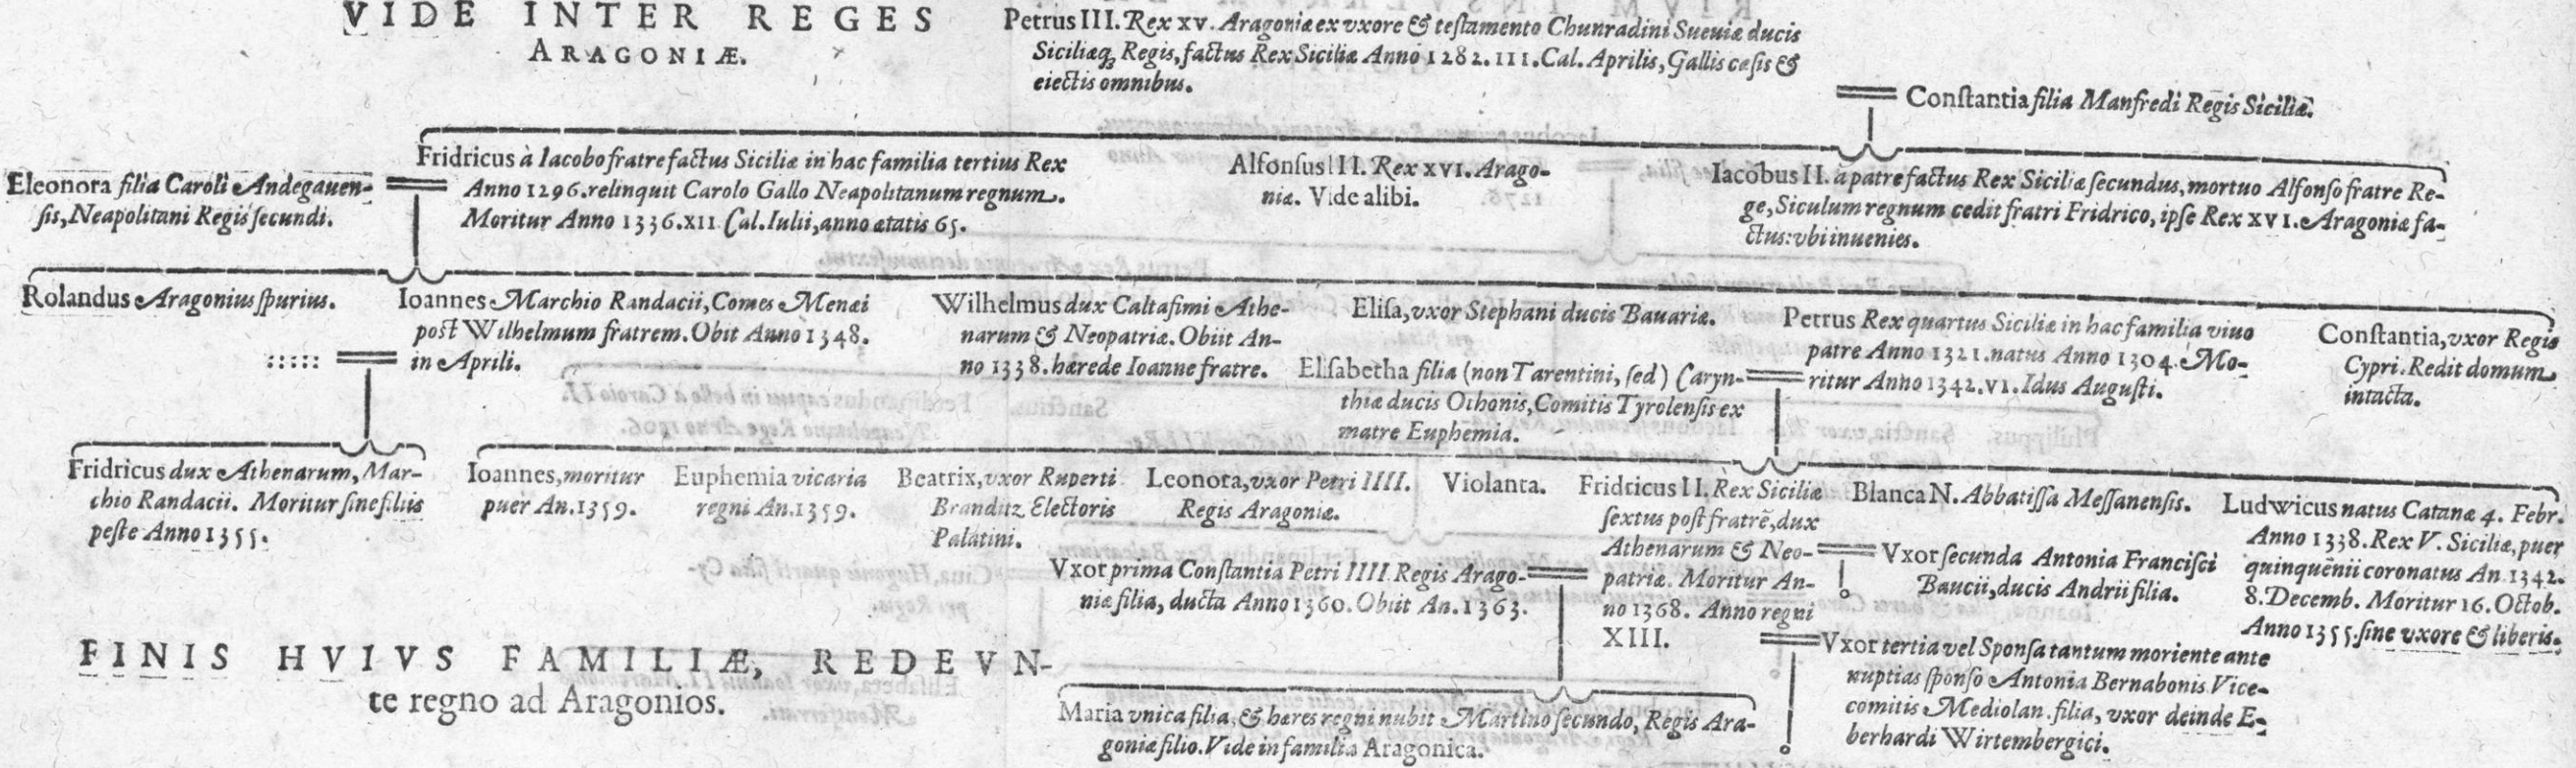 VIDE INTER REGES
ARAGONIÆ.
Petrus III. Rex xv. Aragoniæ ex vxore & teſtamento Chunradini Sueuiæ ducis
Siciliæq; Regis, factus Rex Siciliæ Anno 1282. III. Cal. Aprilis, Gallis cæſis &
eiectis omnibus.
Conſtantia filia Manfredi Regis Siciliæ.
Eleonora filia Caroli Andegauen-
ſis, Neapolitani Regis ſecundi.
Fridricus à Iacobo fratre factus Siciliæ in hac familia tertius Rex
Anno 1296. relinquit Carolo Gallo Neapolitanum regnum.
Moritur Anno 1336. XII Cal. Iulii, anno ætatis 65.
Alfonſus III. Rex XVI. Arago-
niæ. Vide alibi.
Iacobus II. à patre factus Rex Siciliæ ſecundus, mortuo Alfonſo fratre Re-
ge, Siculum regnum cedit fratri Fridrico, ipſe Rex XVI. Aragoniæ fa-
ctus: vbi inuenies.
Rolandus Aragonius ſpurius.
Ioannes Marchio Randacii, Comes Menæi
poſt Wilhelmum fratrem. Obit Anno 1348.
::::: in Aprili.
Wilhelmus dux Caltafimi Athe-
narum & Neopatriæ. Obiit An-
no 1338. hærede Ioanne fratre.
Eliſa, vxor Stephani ducis Bauariæ.
Eliſabetha filia (non Tarentini, ſed) Caryn-
thiæ ducis Othonis, Comitis Tyrolenſis ex
matre Euphemia.
Petrus Rex quartus Siciliæ in hac familia viuo
patre Anno 1321. natus Anno 1304. Mo-
ritur Anno 1342. VI. Idus Auguſti.
Conſtantia, vxor Regis
Cypri. Redit domum
intacta.
Fridricus dux Athenarum, Mar-
chio Randacii. Moritur ſine filiis
peſte Anno 1355.
Ioannes, moritur
puer An. 1359.
Euphemia vicaria
regni An. 1359.
Beatrix, vxor Ruperti
Branditz Electoris
Palatini.
Leonora, vxor Petri IIII.
Regis Aragoniæ.
Violanta.
Fridricus II. Rex Siciliæ
ſextus poſt fratrē, dux
Athenarum & Neo-
patriæ. Moritur An-
no 1368. Anno regni
XIII.
Blanca N. Abbatiſſa Meſſanenſis.
Ludwicus natus Catanæ 4. Febr.
Anno 1338. Rex V. Siciliæ, puer
quinquēnii coronatus An. 1342.
8. Decemb. Moritur 16. Octob.
Anno 1355. ſine vxore & liberis.
Vxor prima Conſtantia Petri IIII. Regis Arago-
niæ filia, ducta Anno 1360. Obiit An. 1363.
Vxor ſecunda Antonia Franciſci
Baucii, ducis Andrii filia.
Vxor tertia vel Sponſa tantum moriente ante
nuptias ſponſo Antonia Bernabonis Vice-
comitis Mediolan. filia, vxor deinde E-
berhardi Wirtembergici.
Maria vnica filia, & hæres regni nubit Martino ſecundo, Regis Ara-
goniæ filio. Vide in familia Aragonica.
FINIS HVIVS FAMILIÆ, REDEVN-
te regno ad Aragonios.